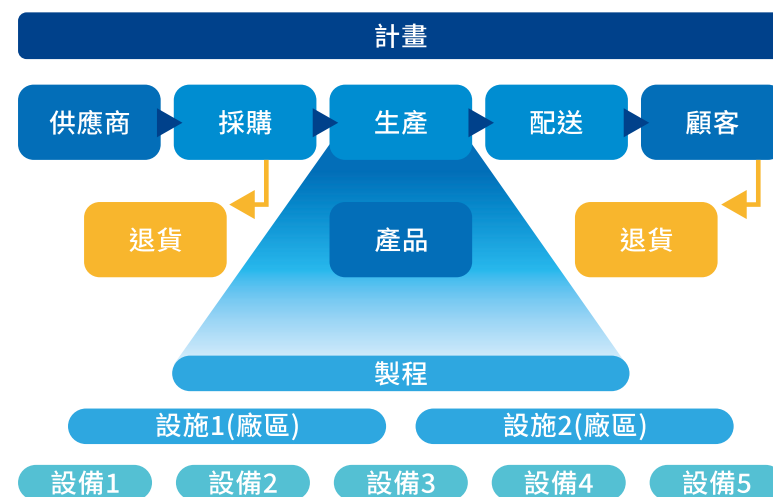 計畫
供應商
採購
生產
配送
顧客
退貨
產品
退貨
製程
設施1(廠區)
設施2(廠區)
設備1
設備2
設備3
設備4
設備5